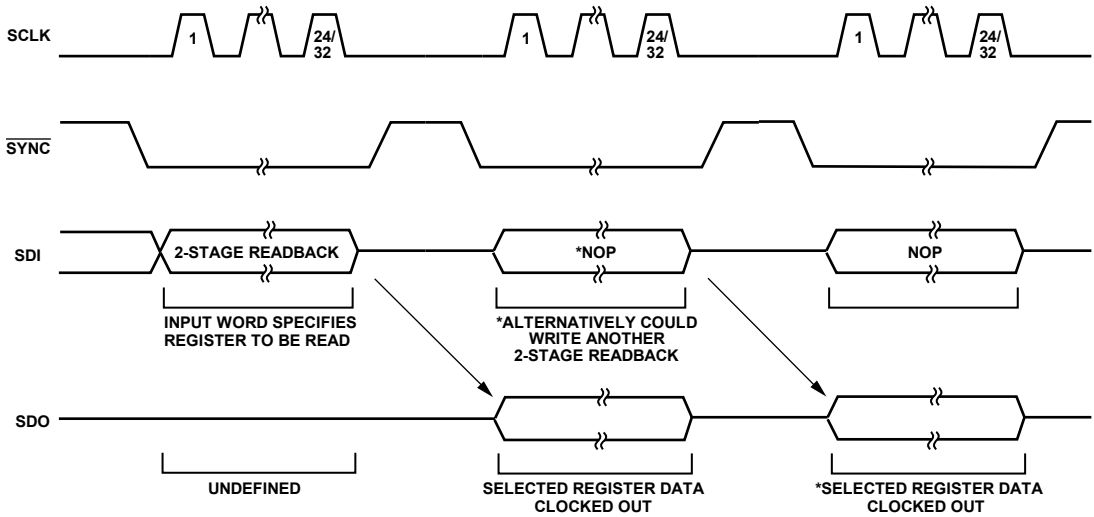 SCLK
1
24/
32
1
24/
32
1
24/
32
SYNC
SDI
2-STAGE READBACK
*NOP
NOP
INPUT WORD SPECIFIES
REGISTER TO BE READ
*ALTERNATIVELY COULD
WRITE ANOTHER
2-STAGE READBACK
SDO
UNDEFINED
SELECTED REGISTER DATA
CLOCKED OUT
*SELECTED REGISTER DATA
CLOCKED OUT